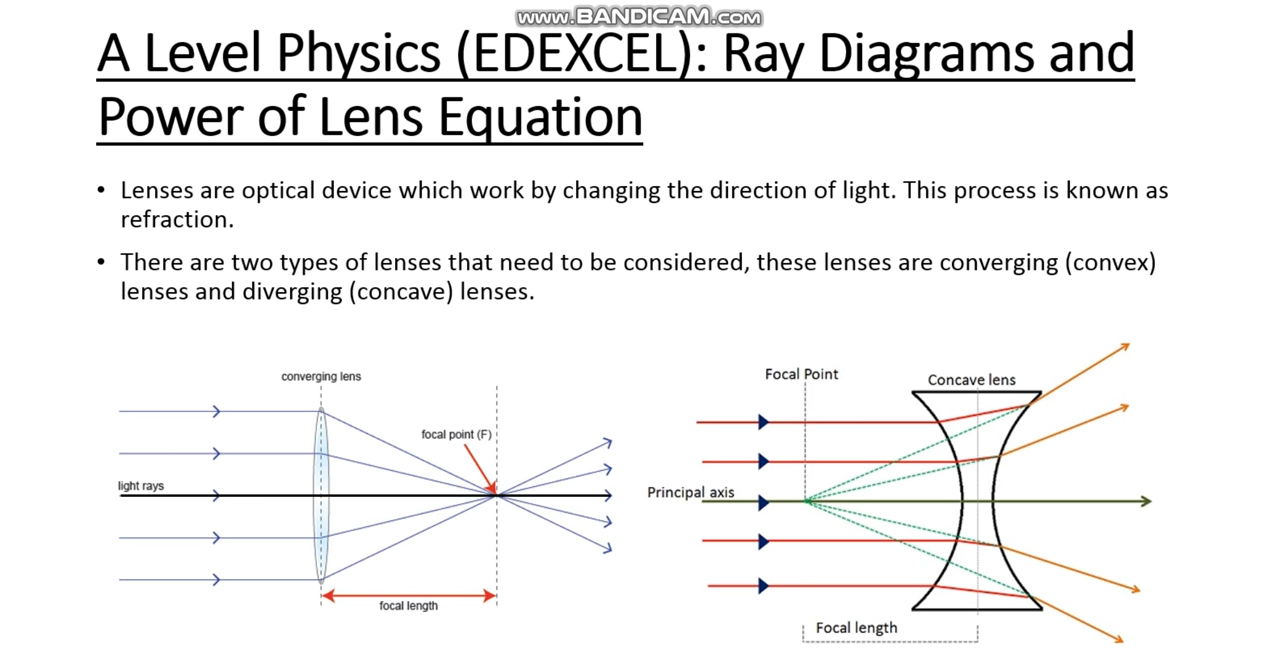 www.BANDICAM.com
A Level Physics (EDEXCEL): Ray Diagrams and
Power of Lens Equation
• Lenses are optical device which work by changing the direction of light. This process is known as
refraction.
• There are two types of lenses that need to be considered, these lenses are converging (convex)
lenses and diverging (concave) lenses.
converging lens
focal point (F)
light rays
focal length
Focal Point
Concave lens
Principal axis
Focal length